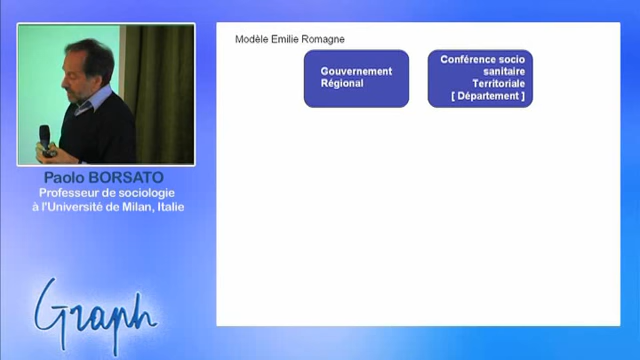 Modèle Emilie Romagne
Gouvernement
Régional
Conférence socio
sanitaire
Territoriale
[ Département ]
Paolo BORSATO
Professeur de sociologie
à l'Université de Milan, Italie
Graph